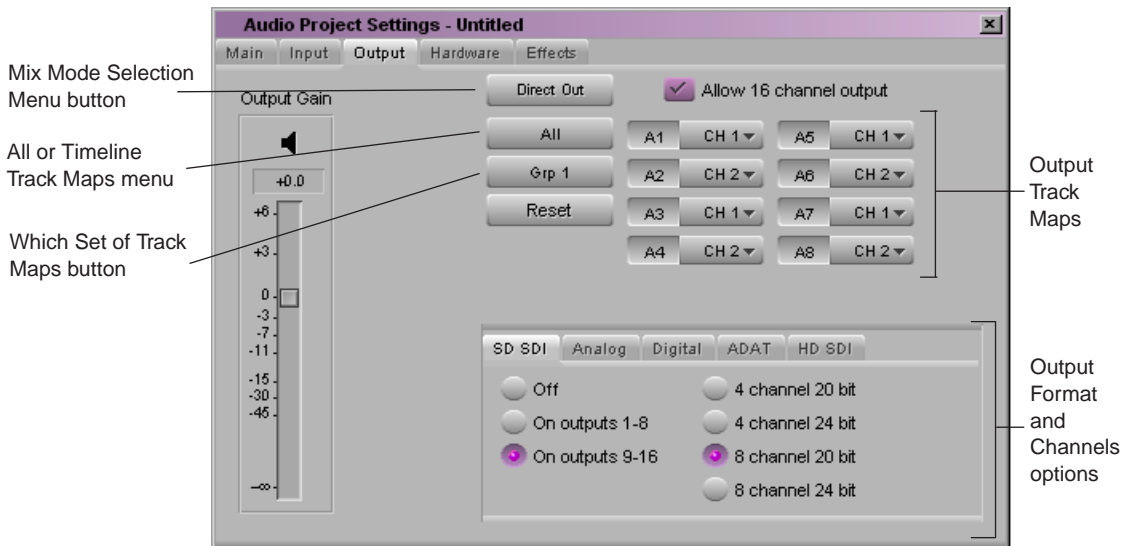 Audio Project Settings - Untitled
Main Input Output Hardware Effects
Mix Mode Selection
Menu button
All or Timeline
Track Maps menu
Which Set of Track
Maps button
Output Gain
+0.0
+6
+3
0
-3
-7
-11
-15
-30
-45
-∞
Direct Out
All
Grp 1
Reset
Allow 16 channel output
A1 CH 1 A5 CH 1
A2 CH 2 A6 CH 2
A3 CH 1 A7 CH 1
A4 CH 2 A8 CH 2
Output
Track
Maps
SD SDI Analog Digital ADAT HD SDI
Off 4 channel 20 bit
On outputs 1-8 4 channel 24 bit
On outputs 9-16 8 channel 20 bit
8 channel 24 bit
Output
Format
and
Channels
options